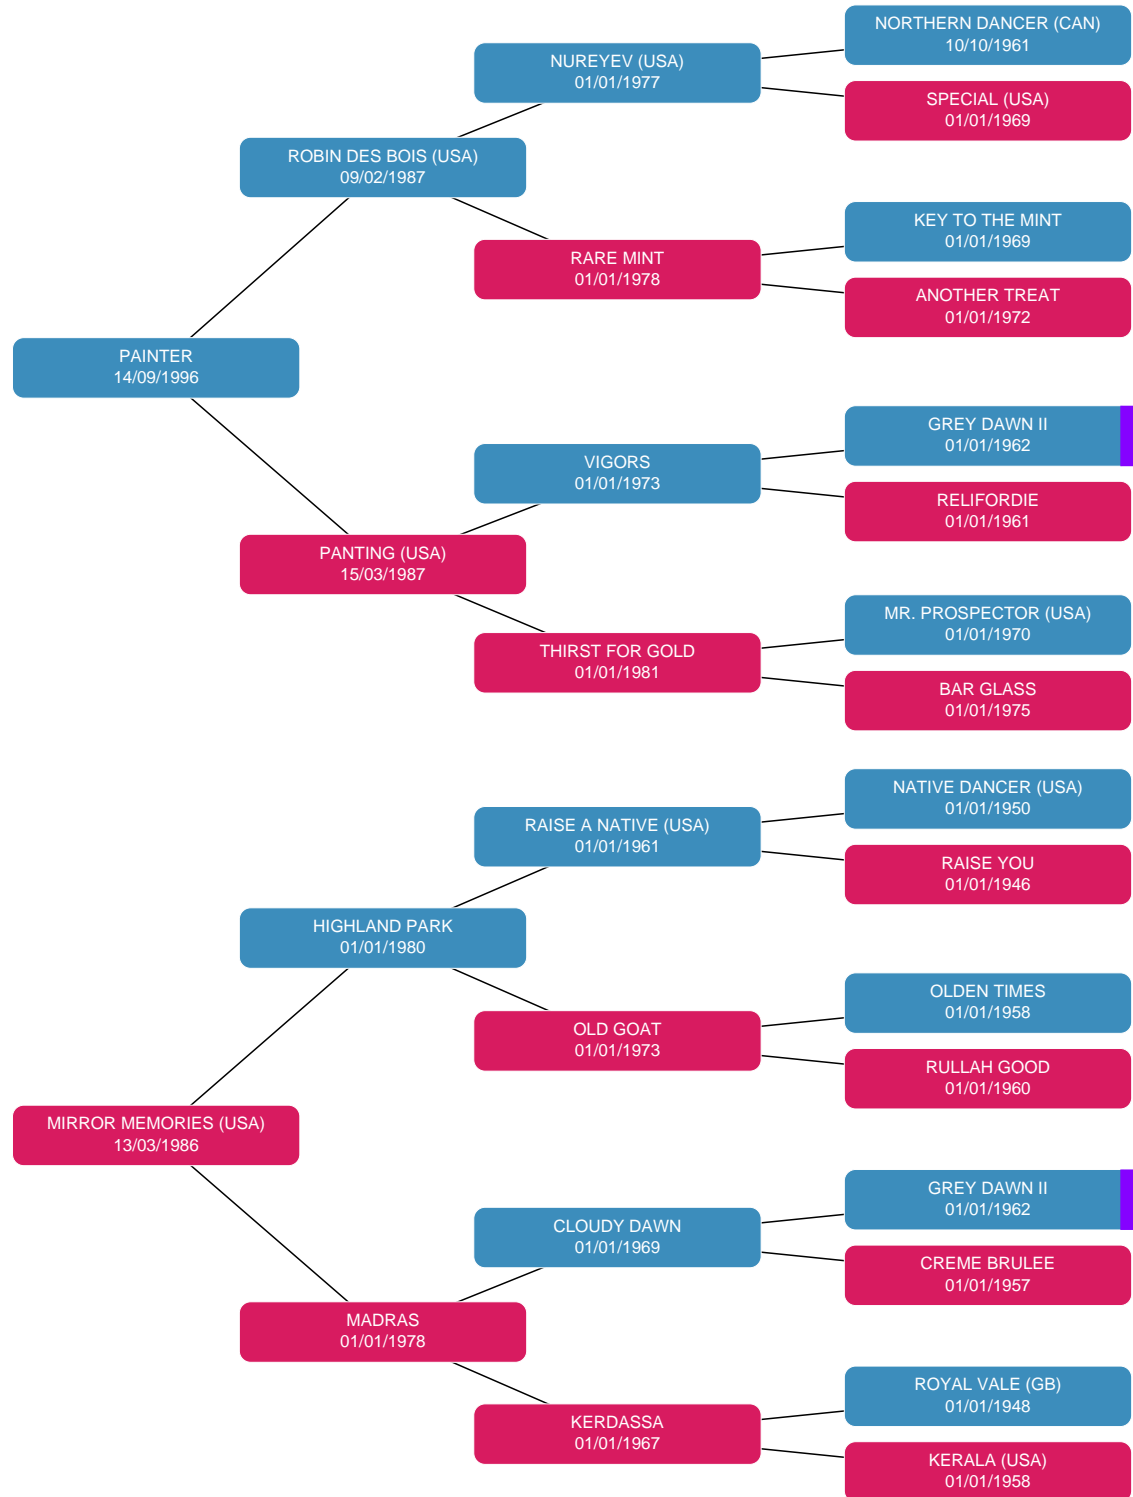 NORTHERN DANCER (CAN)
10/10/1961
NUREYEV (USA)
01/01/1977
SPECIAL (USA)
01/01/1969
ROBIN DES BOIS (USA)
09/02/1987
KEY TO THE MINT
01/01/1969
RARE MINT
01/01/1978
ANOTHER TREAT
01/01/1972
PAINTER
14/09/1996
GREY DAWN II
01/01/1962
VIGORS
01/01/1973
RELIFORDIE
01/01/1961
PANTING (USA)
15/03/1987
MR. PROSPECTOR (USA)
01/01/1970
THIRST FOR GOLD
01/01/1981
BAR GLASS
01/01/1975
NATIVE DANCER (USA)
01/01/1950
RAISE A NATIVE (USA)
01/01/1961
RAISE YOU
01/01/1946
HIGHLAND PARK
01/01/1980
OLDEN TIMES
01/01/1958
OLD GOAT
01/01/1973
RULLAH GOOD
01/01/1960
MIRROR MEMORIES (USA)
13/03/1986
GREY DAWN II
01/01/1962
CLOUDY DAWN
01/01/1969
CREME BRULEE
01/01/1957
MADRAS
01/01/1978
ROYAL VALE (GB)
01/01/1948
KERDASSA
01/01/1967
KERALA (USA)
01/01/1958